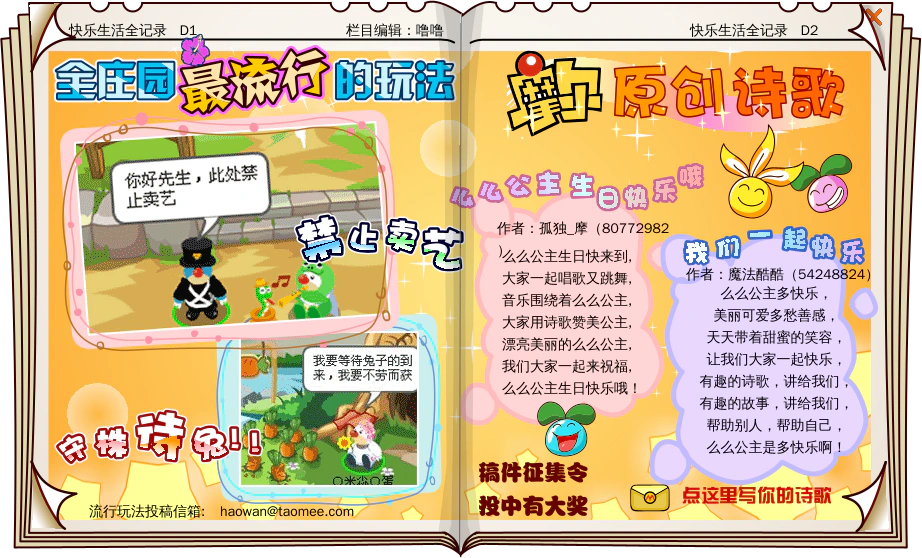 快乐生活全记录 D1
栏目编辑：噜噜
全庄园最流行的玩法
你好先生，此处禁
止卖艺
禁止卖艺
我要等待兔子的到
来，我要不劳而获
守株待兔!!
流行玩法投稿信箱: haowan@taomee.com
快乐生活全记录 D2
摩尔原创诗歌
么么公主生日快乐哦
作者：孤独_摩（80772982
）
么么公主生日快来到,
大家一起唱歌又跳舞,
音乐围绕着么么公主,
大家用诗歌赞美公主,
漂亮美丽的么么公主,
我们大家一起来祝福,
么么公主生日快乐哦！
我们一起快乐
作者：魔法酷酷（54248824）
么么公主多快乐，
美丽可爱多愁善感，
天天带着甜蜜的笑容，
让我们大家一起快乐，
有趣的诗歌，讲给我们，
有趣的故事，讲给我们，
帮助别人，帮助自己，
么么公主是多快乐啊！
稿件征集令
投中有大奖
点这里写你的诗歌